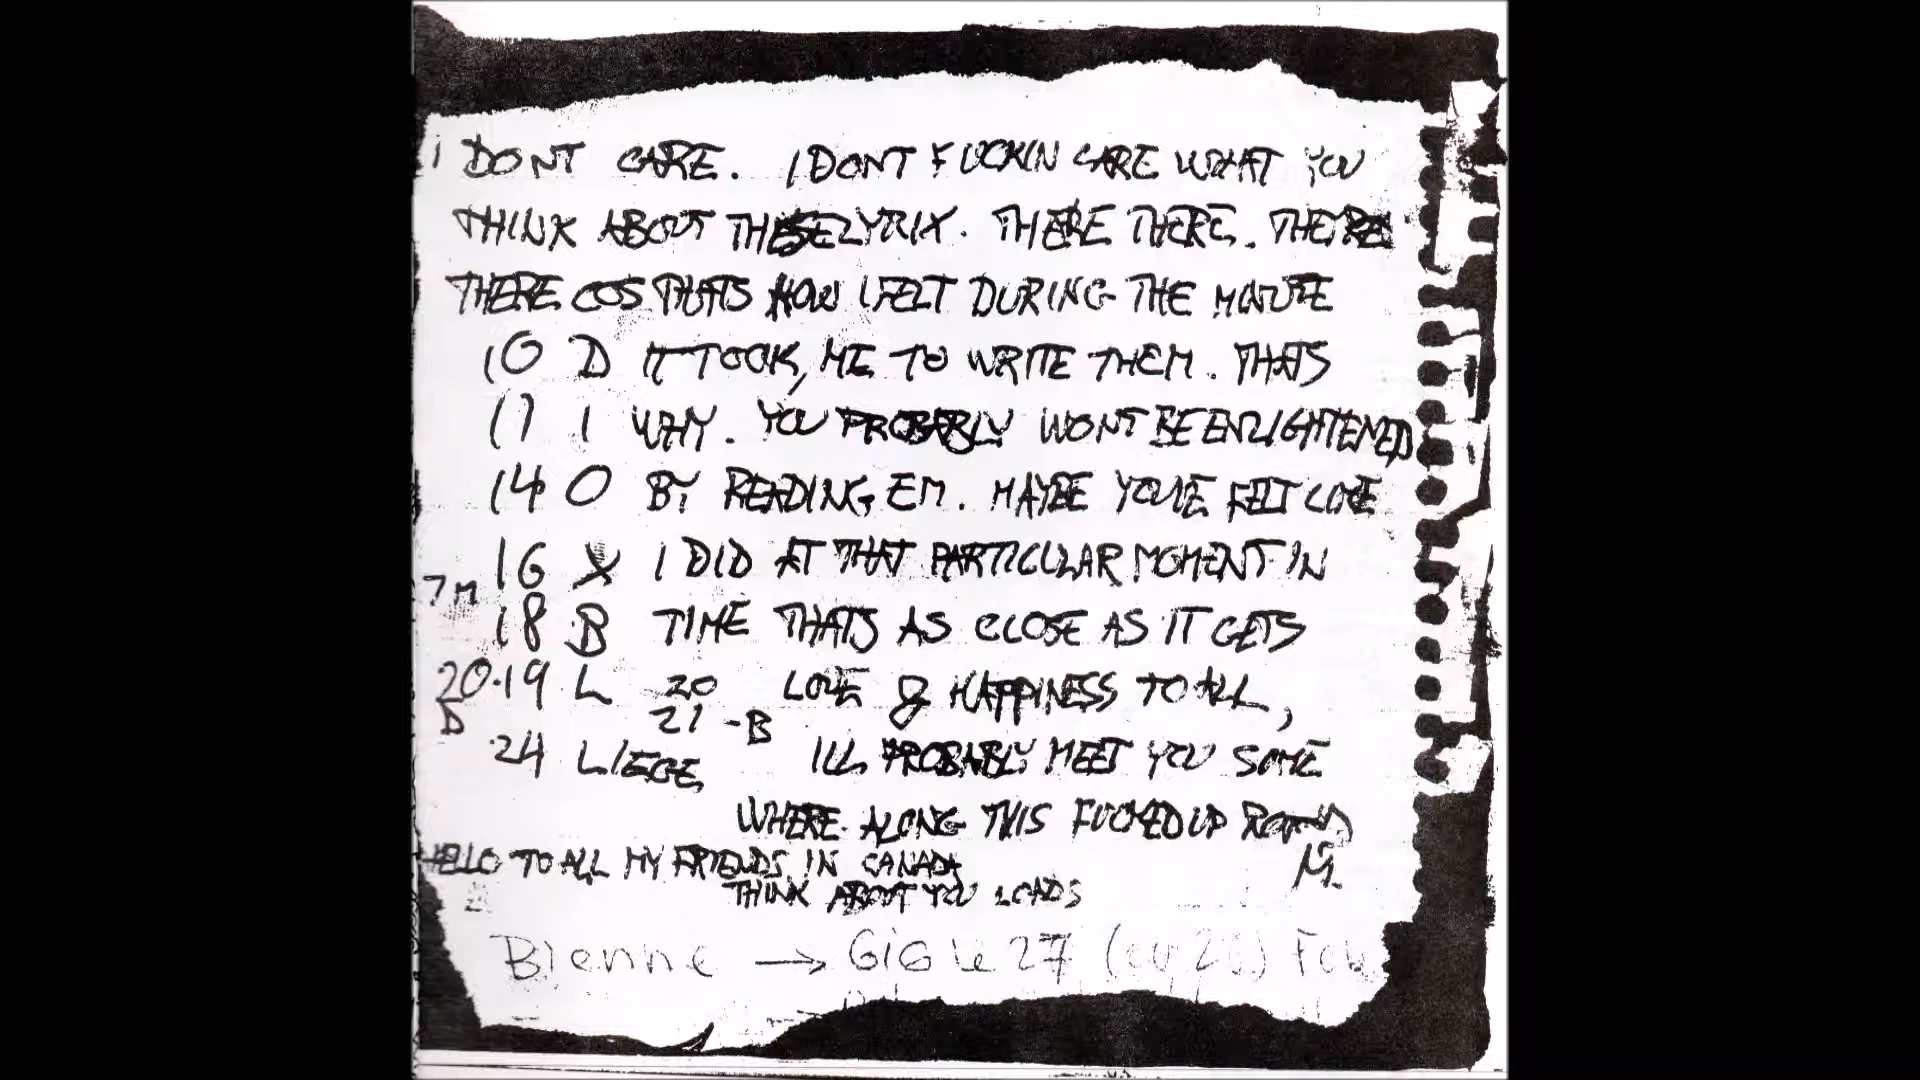 I DONT CARE. I DONT FUCKIN CARE WHAT YOU
THINK ABOUT THESE LYRIX. THERE THERE. THERE
THERE COS THATS HOW I FELT DURING THE MINUTE
10 D IT TOOK, ME TO WRITE THEM. THATS
17 I WHY. YOU PROBABLY WONT BE ENLIGHTENED
14 O BY READING, EM. MAYBE YOUVE FELT LIKE
16 X I DID AT THAT PARTICULAR MOMENT IN
7 M
18 B TIME THATS AS CLOSE AS IT GETS
20.19 L 20 LOVE & HAPPINESS TO ALL,
D 21 -B
24 LIEGE, ILL PROBABLY MEET YOU SOME
WHERE ALONG THIS FUCKED UP ROAD
HELLO TO ALL MY FRIENDS IN CANADA M.
THINK ABOUT YOU LOADS
Bienne → GiG le 27